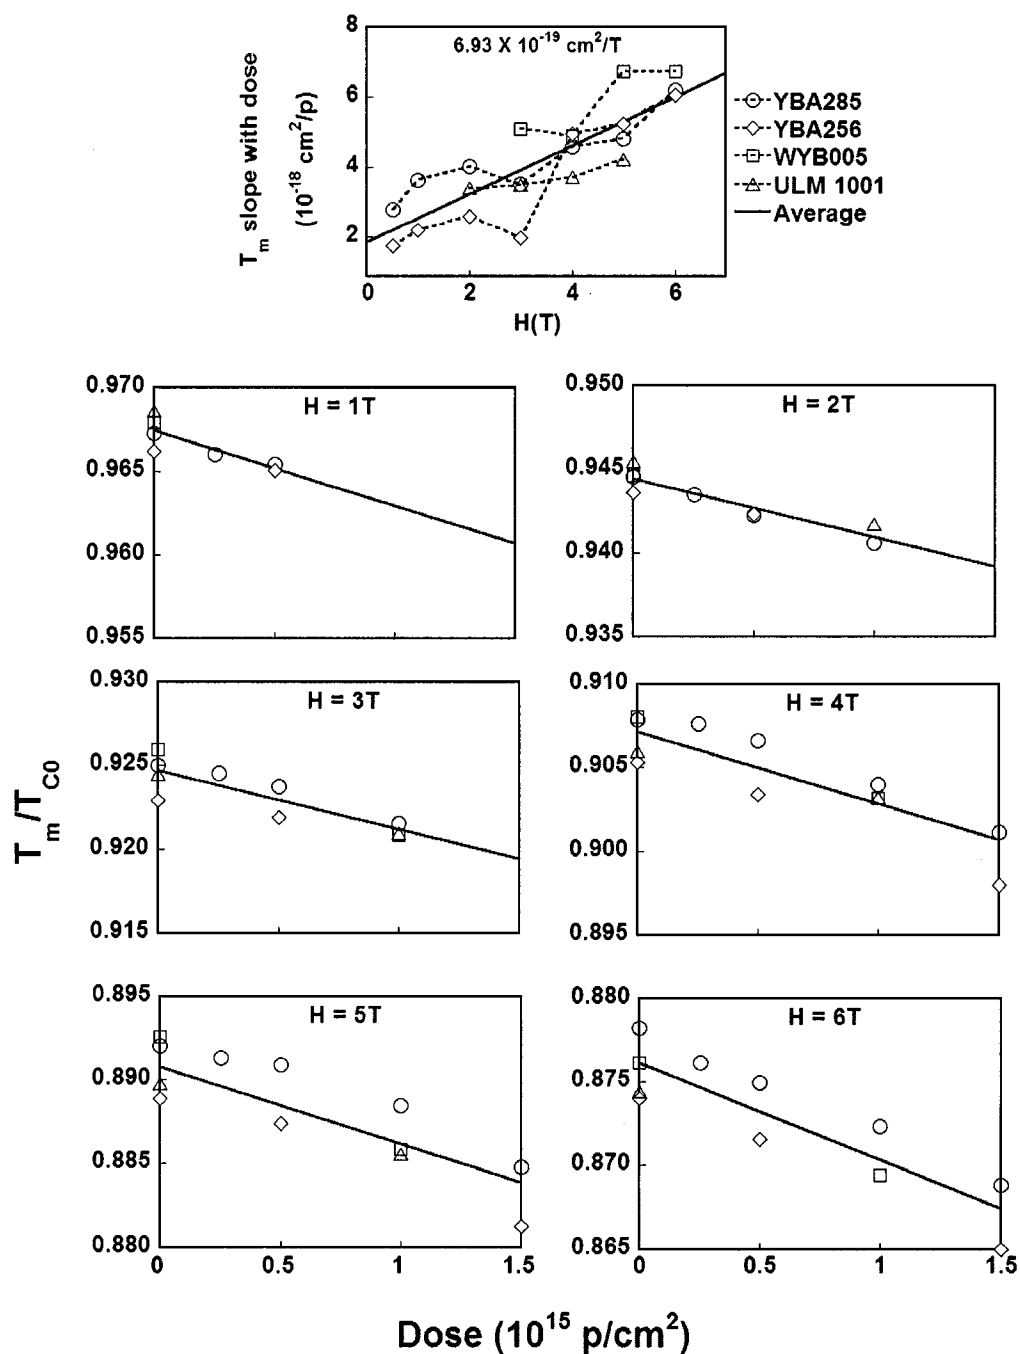 8
6
4
2
0
2
4
6
6.93 X 10⁻¹⁹ cm²/T
Tₘ slope with dose
(10⁻¹⁸ cm²/p)
H(T)
YBA285
YBA256
WYB005
ULM 1001
Average
0.970
0.965
0.960
0.955
H = 1T
0.950
0.945
0.940
0.935
H = 2T
0.930
0.925
0.920
0.915
H = 3T
0.910
0.905
0.900
0.895
H = 4T
0.895
0.890
0.885
0.880
0
0.5
1
1.5
H = 5T
0.880
0.875
0.870
0.865
0
0.5
1
1.5
H = 6T
Tₘ/T_C0
Dose (10¹⁵ p/cm²)